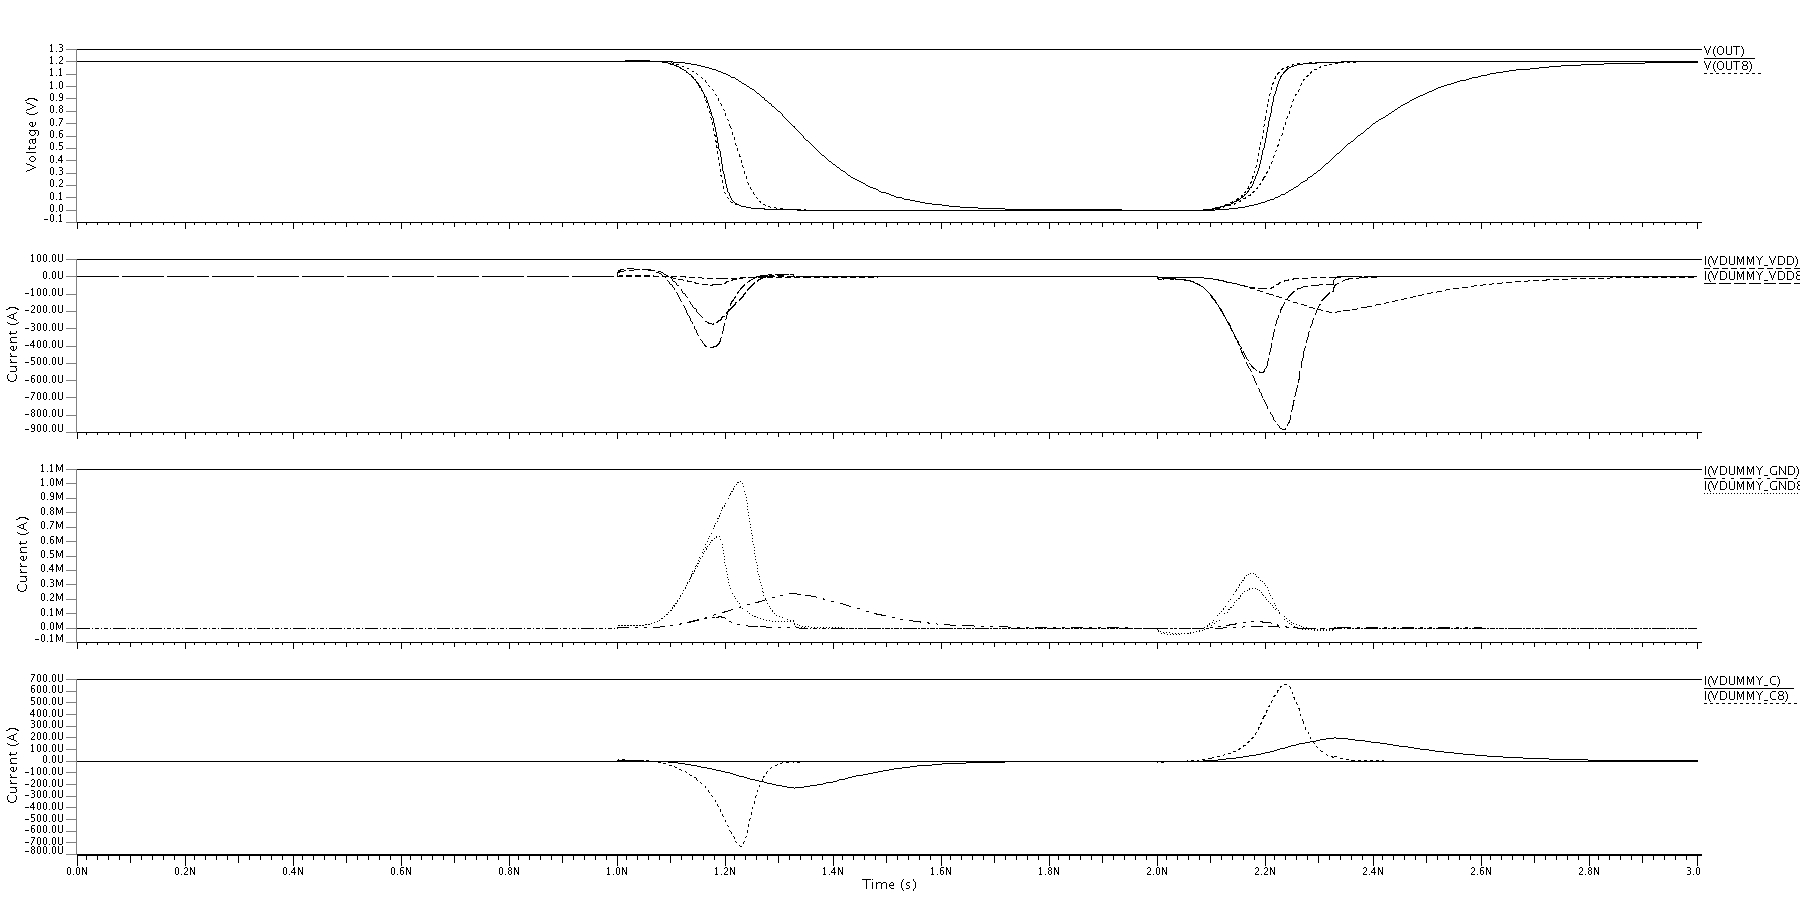 1.3
1.2
1.1
1.0
0.9
0.8
0.7
0.6
0.5
0.4
0.3
0.2
0.1
0.0
-0.1
Voltage (V)
V(OUT)
V(OUT8)
100.0U
0.0U
-100.0U
-200.0U
-300.0U
-400.0U
-500.0U
-600.0U
-700.0U
-800.0U
-900.0U
Current (A)
I(VDUMMY_VDD)
I(VDUMMY_VDD8
1.1M
1.0M
0.9M
0.8M
0.7M
0.6M
0.5M
0.4M
0.3M
0.2M
0.1M
0.0M
-0.1M
Current (A)
I(VDUMMY_GND)
I(VDUMMY_GND8
700.0U
600.0U
500.0U
400.0U
300.0U
200.0U
100.0U
0.0U
-100.0U
-200.0U
-300.0U
-400.0U
-500.0U
-600.0U
-700.0U
-800.0U
Current (A)
I(VDUMMY_C)
I(VDUMMY_C8)
0.0N 0.2N 0.4N 0.6N 0.8N 1.0N 1.2N 1.4N 1.6N 1.8N 2.0N 2.2N 2.4N 2.6N 2.8N 3.0
Time (s)